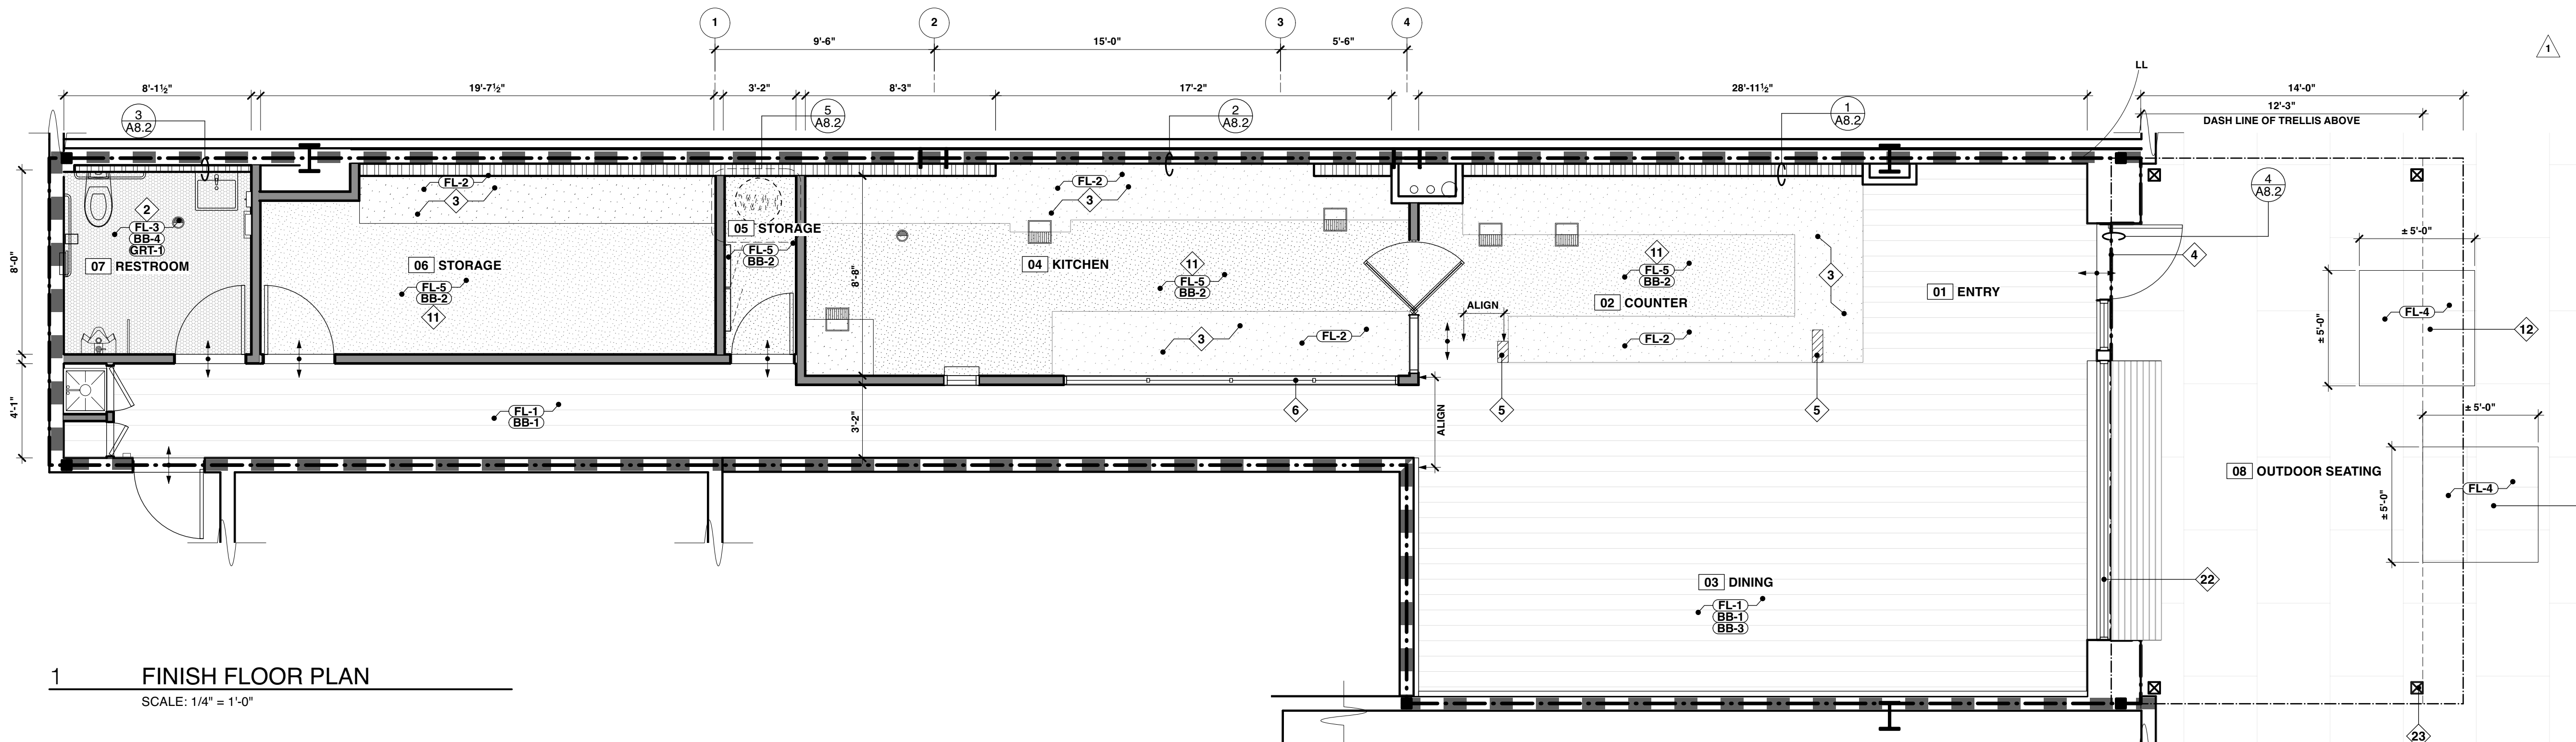 1
2
3
4
9'-6"
15'-0"
5'-6"
1
LL
8'-1½"
19'-7½"
3'-2"
8'-3"
17'-2"
28'-11½"
14'-0"
12'-3"
DASH LINE OF TRELLIS ABOVE
3
A8.2
5
A8.2
2
A8.2
1
A8.2
4
A8.2
8'-0"
4'-1"
2
FL-3
BB-4
GRT-1
07 RESTROOM
FL-2
3
06 STORAGE
FL-5
BB-2
11
05 STORAGE
FL-5
BB-2
8'-8"
3'-2"
FL-2
3
04 KITCHEN
11
FL-5
BB-2
3
FL-2
6
ALIGN
ALIGN
11
FL-5
BB-2
02 COUNTER
FL-2
3
5
5
01 ENTRY
4
± 5'-0"
± 5'-0"
FL-4
12
± 5'-0"
± 5'-0"
08 OUTDOOR SEATING
FL-4
FL-1
BB-1
03 DINING
FL-1
BB-1
BB-3
22
23
1 FINISH FLOOR PLAN
SCALE: 1/4" = 1'-0"